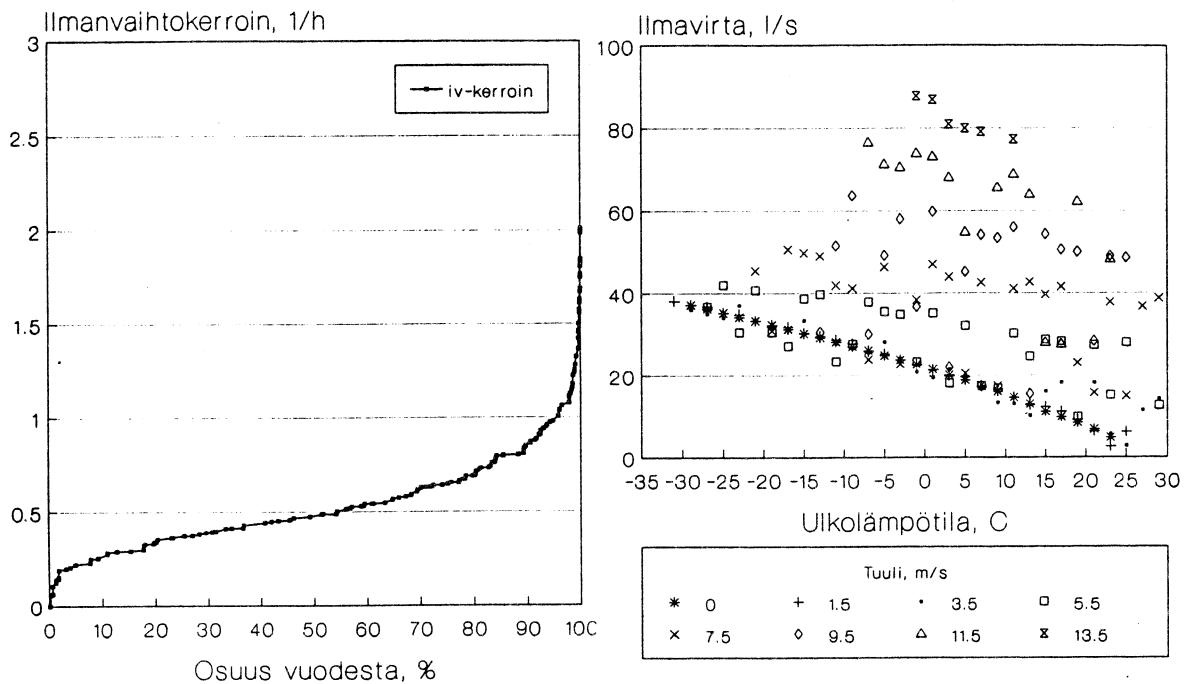 Ilmanvaihtokerroin, 1/h
3
2.5
2
1.5
1
0.5
0
iv-kerroin
0 10 20 30 40 50 60 70 80 90 100
Osuus vuodesta, %
Ilmavirta, l/s
100
80
60
40
20
0
-35 -30 -25 -20 -15 -10 -5 0 5 10 15 20 25 30
Ulkolämpötila, C
Tuuli, m/s
0 1.5 3.5 5.5
7.5 9.5 11.5 13.5